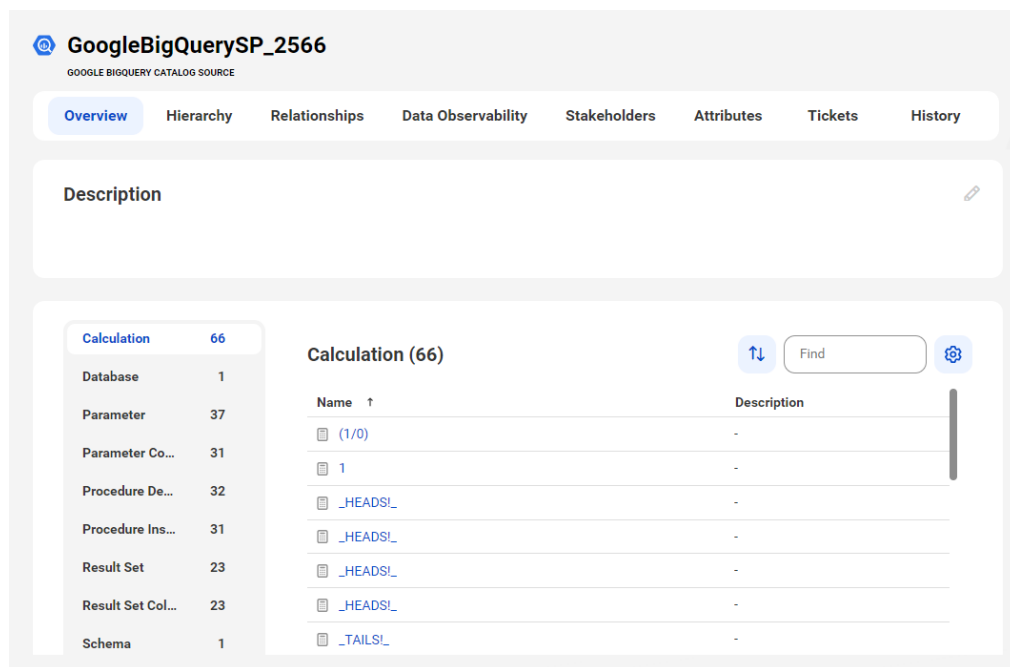 GoogleBigQuerySP_2566
GOOGLE BIGQUERY CATALOG SOURCE
Overview Hierarchy Relationships Data Observability Stakeholders Attributes Tickets History
Description
Calculation 66
Database 1
Parameter 37
Parameter Co... 31
Procedure De... 32
Procedure Ins... 31
Result Set 23
Result Set Col... 23
Schema 1
Calculation (66)
Find
Name ↑ Description
(1/0) -
1 -
_HEADS!_ -
_HEADS!_ -
_HEADS!_ -
_HEADS!_ -
_TAILS!_ -